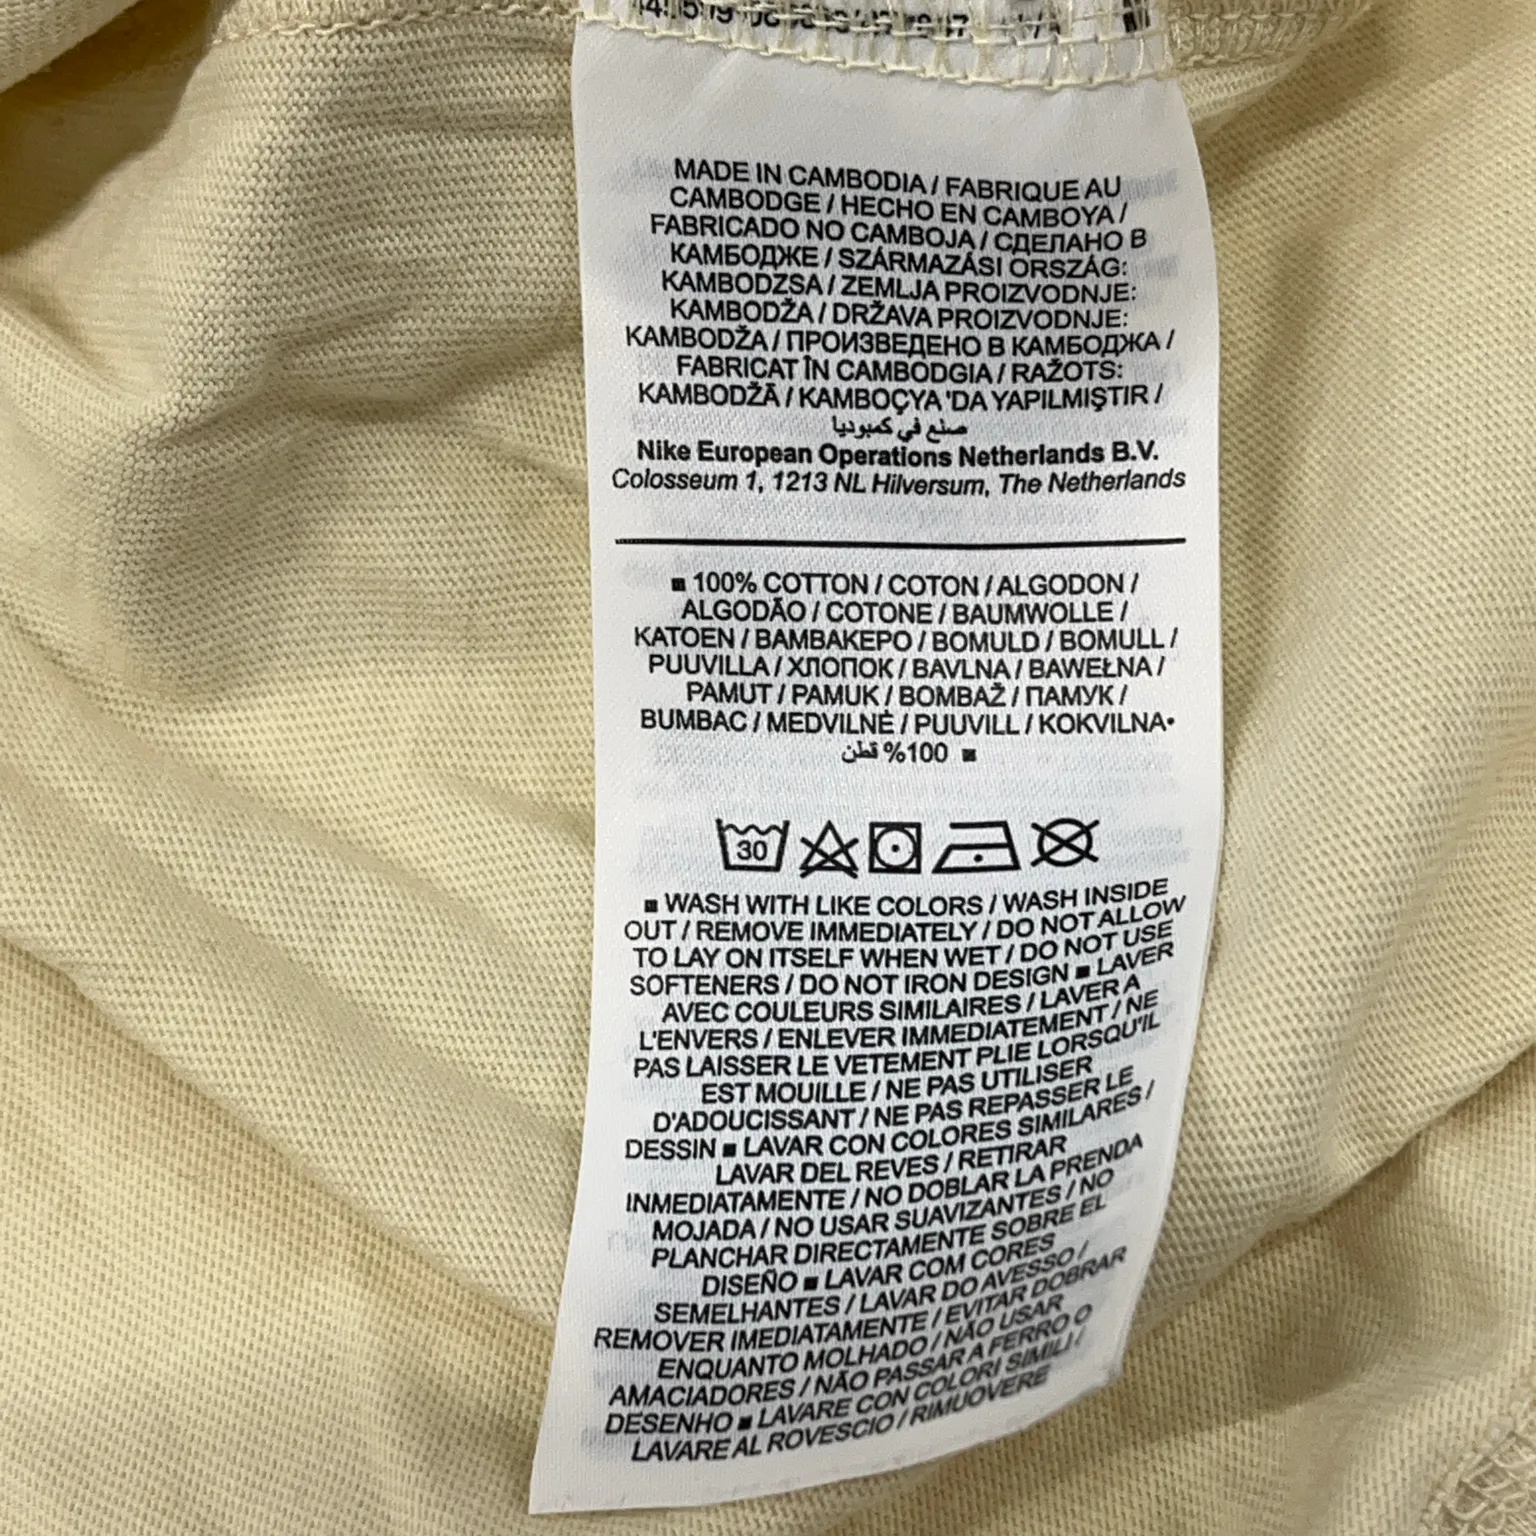 MADE IN CAMBODIA / FABRIQUE AU
CAMBODGE / HECHO EN CAMBOYA /
FABRICADO NO CAMBOJA / СДЕЛАНО В
КАМБОДЖЕ / SZÁRMAZÁSI ORSZÁG:
KAMBODZSA / ZEMLJA PROIZVODNJE:
KAMBODŽA / DRŽAVA PROIZVODNJE:
KAMBODŽA / ПРОИЗВЕДЕНО В КАМБОДЖА /
FABRICAT ÎN CAMBODGIA / RAŽOTS:
KAMBODŽĀ / KAMBOÇYA 'DA YAPILMIŞTIR /
صنع في كمبوديا
Nike European Operations Netherlands B.V.
Colosseum 1, 1213 NL Hilversum, The Netherlands
■ 100% COTTON / COTON / ALGODON /
ALGODÃO / COTONE / BAUMWOLLE /
KATOEN / ΒΑΜΒΑΚΕΡΟ / BOMULD / BOMULL /
PUUVILLA / ХЛОПОК / BAVLNA / BAWEŁNA /
PAMUT / PAMUK / BOMBAŽ / ПАМУК /
BUMBAC / MEDVILNĖ / PUUVILL / KOKVILNA•
■ 100% قطن
30
■ WASH WITH LIKE COLORS / WASH INSIDE
OUT / REMOVE IMMEDIATELY / DO NOT ALLOW
TO LAY ON ITSELF WHEN WET / DO NOT USE
SOFTENERS / DO NOT IRON DESIGN ■ LAVER
AVEC COULEURS SIMILAIRES / LAVER A
L'ENVERS / ENLEVER IMMEDIATEMENT / NE
PAS LAISSER LE VETEMENT PLIE LORSQU'IL
EST MOUILLE / NE PAS UTILISER
D'ADOUCISSANT / NE PAS REPASSER LE
DESSIN ■ LAVAR CON COLORES SIMILARES /
LAVAR DEL REVES / RETIRAR
INMEDIATAMENTE / NO DOBLAR LA PRENDA
MOJADA / NO USAR SUAVIZANTES / NO
PLANCHAR DIRECTAMENTE SOBRE EL
DISEÑO ■ LAVAR COM CORES
SEMELHANTES / LAVAR DO AVESSO /
REMOVER IMEDIATAMENTE / EVITAR DOBRAR
ENQUANTO MOLHADO / NÃO USAR
AMACIADORES / NÃO PASSAR A FERRO O
DESENHO ■ LAVARE CON COLORI SIMILI /
LAVARE AL ROVESCIO / RIMUOVERE